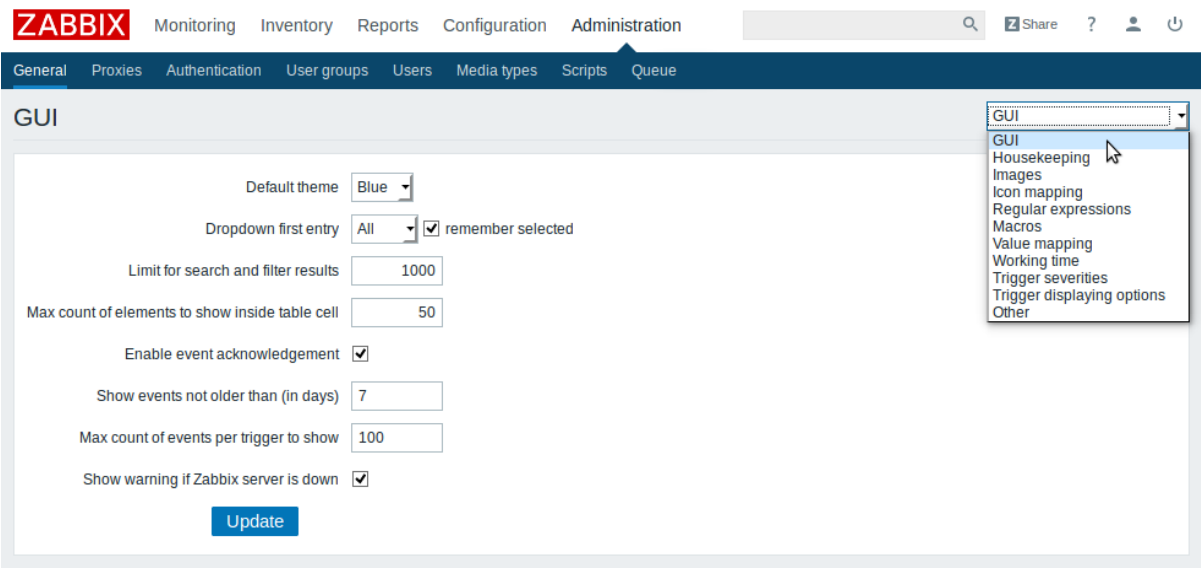 ZABBIX Monitoring Inventory Reports Configuration Administration Z Share ?
General Proxies Authentication User groups Users Media types Scripts Queue
GUI
GUI
GUI
Housekeeping
Images
Icon mapping
Regular expressions
Macros
Value mapping
Working time
Trigger severities
Trigger displaying options
Other
Default theme Blue
Dropdown first entry All remember selected
Limit for search and filter results 1000
Max count of elements to show inside table cell 50
Enable event acknowledgement
Show events not older than (in days) 7
Max count of events per trigger to show 100
Show warning if Zabbix server is down
Update